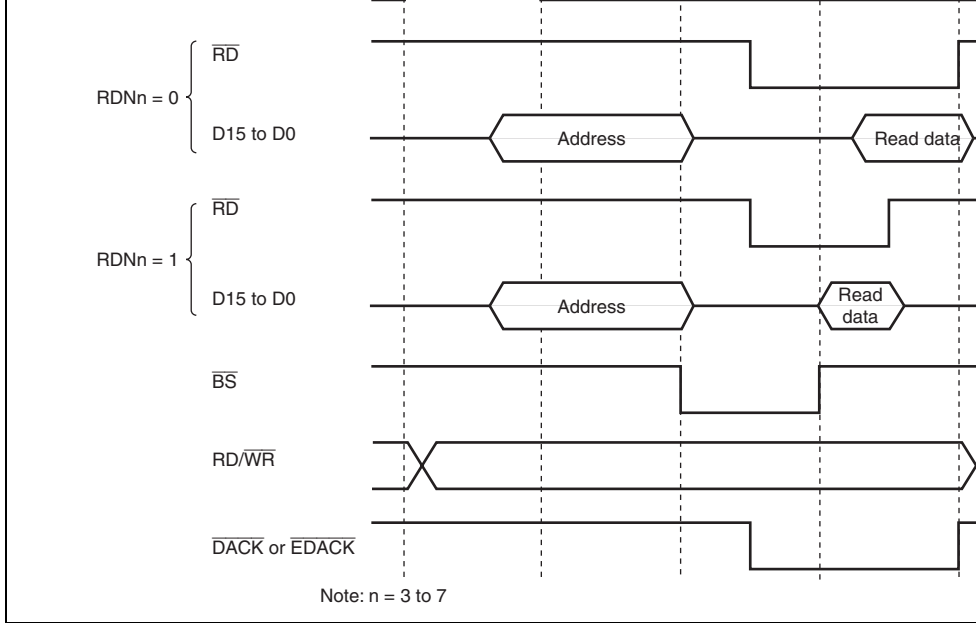 RD
RDNn = 0
D15 to D0
Address
Read data
RD
RDNn = 1
D15 to D0
Address
Read
data
BS
RD/WR
DACK or EDACK
Note: n = 3 to 7